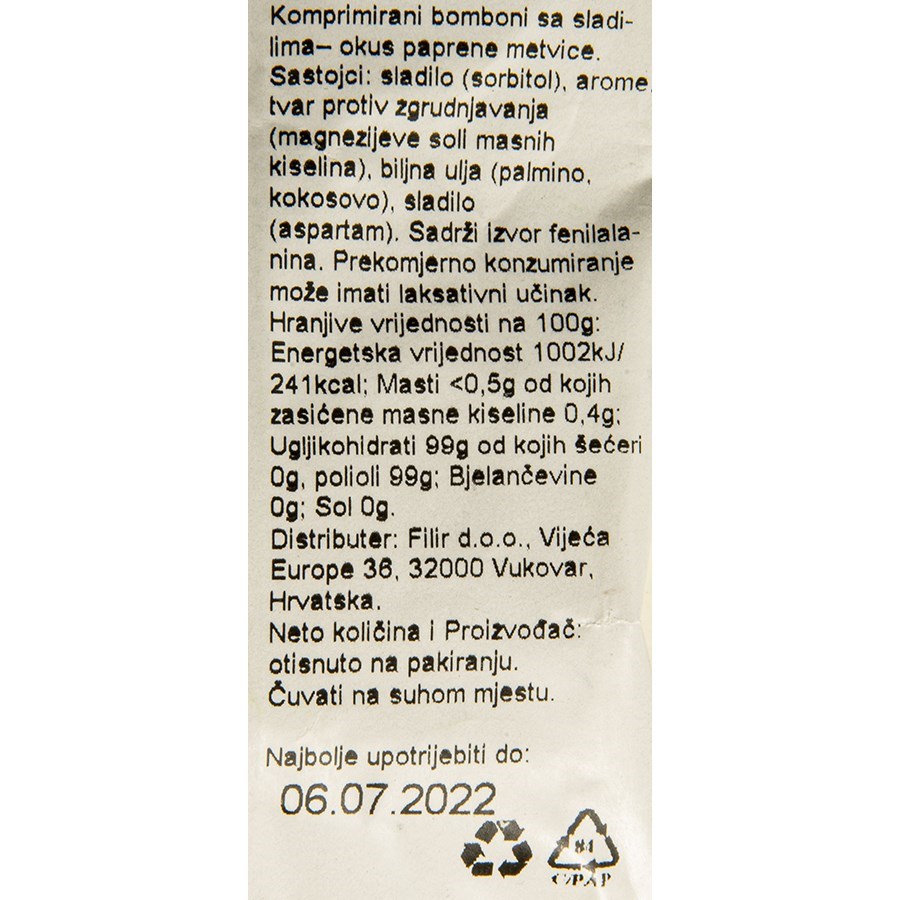 Komprimirani bomboni sa sladi-
lima– okus paprene metvice.
Sastojci: sladilo (sorbitol), arome,
tvar protiv zgrudnjavanja
(magnezijeve soli masnih
kiselina), biljna ulja (palmino,
kokosovo), sladilo
(aspartam). Sadrži izvor fenilala-
nina. Prekomjerno konzumiranje
može imati laksativni učinak.
Hranjive vrijednosti na 100g:
Energetska vrijednost 1002kJ/
241kcal; Masti <0,5g od kojih
zasićene masne kiseline 0,4g;
Ugljikohidrati 99g od kojih šećeri
0g, polioli 99g; Bjelančevine
0g; Sol 0g.
Distributer: Filir d.o.o., Vijeća
Europe 36, 32000 Vukovar,
Hrvatska.
Neto količina i Proizvođač:
otisnuto na pakiranju.
Čuvati na suhom mjestu.
Najbolje upotrijebiti do:
06.07.2022
84
C/PAP